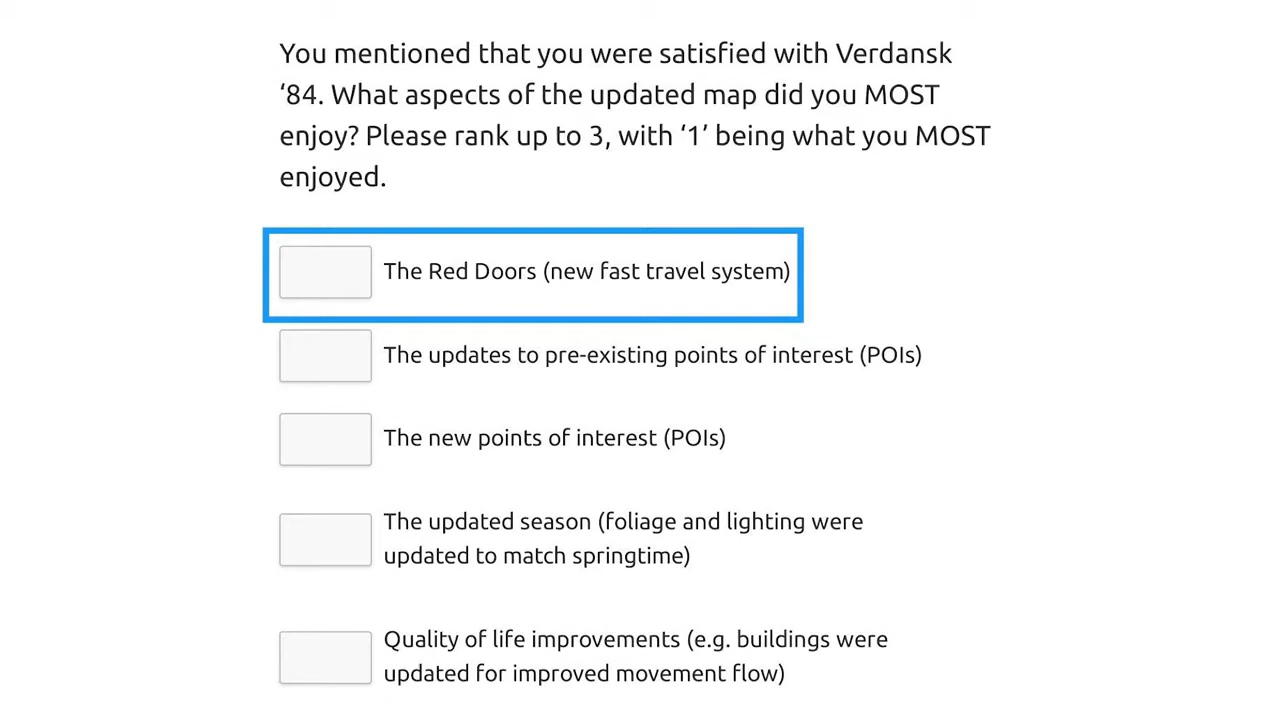 You mentioned that you were satisfied with Verdansk
‘84. What aspects of the updated map did you MOST
enjoy? Please rank up to 3, with ‘1’ being what you MOST
enjoyed.
The Red Doors (new fast travel system)
The updates to pre-existing points of interest (POIs)
The new points of interest (POIs)
The updated season (foliage and lighting were
updated to match springtime)
Quality of life improvements (e.g. buildings were
updated for improved movement flow)